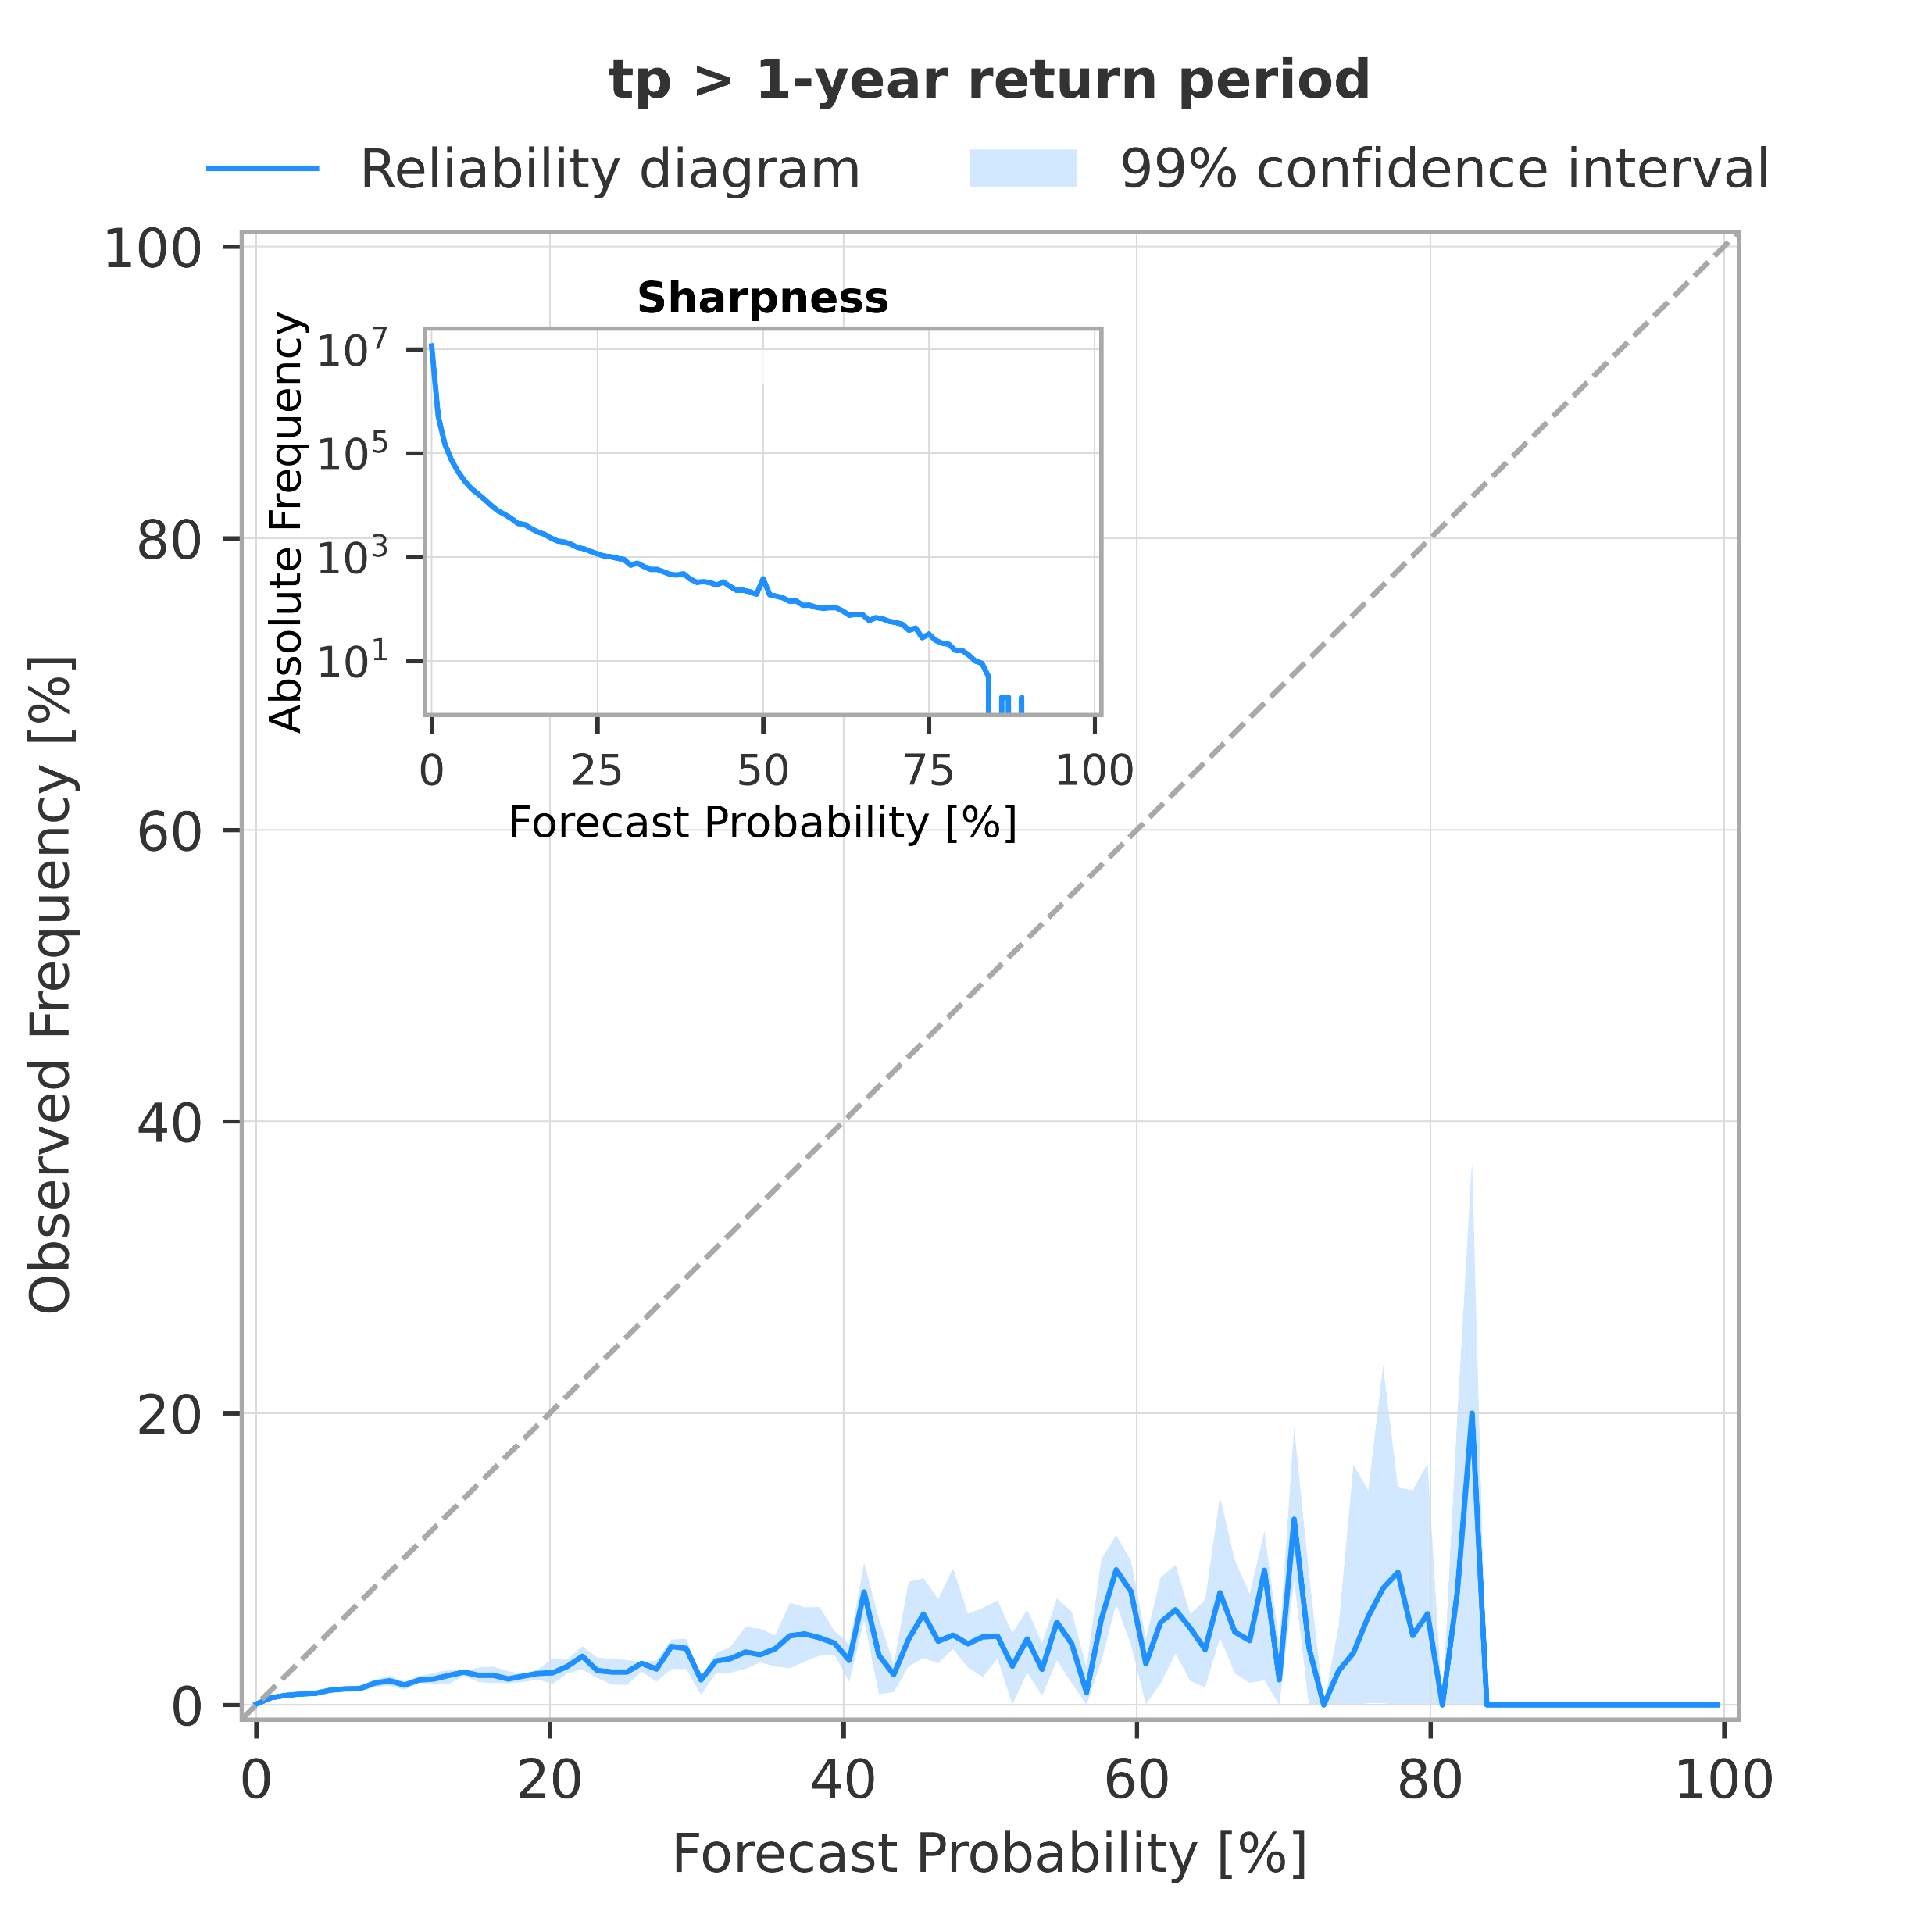 tp > 1-year return period
Reliability diagram
99% confidence interval
100
80
60
40
20
0
Observed Frequency [%]
Sharpness
10^7
10^5
10^3
10^1
Absolute Frequency
0 25 50 75 100
Forecast Probability [%]
0 20 40 60 80 100
Forecast Probability [%]